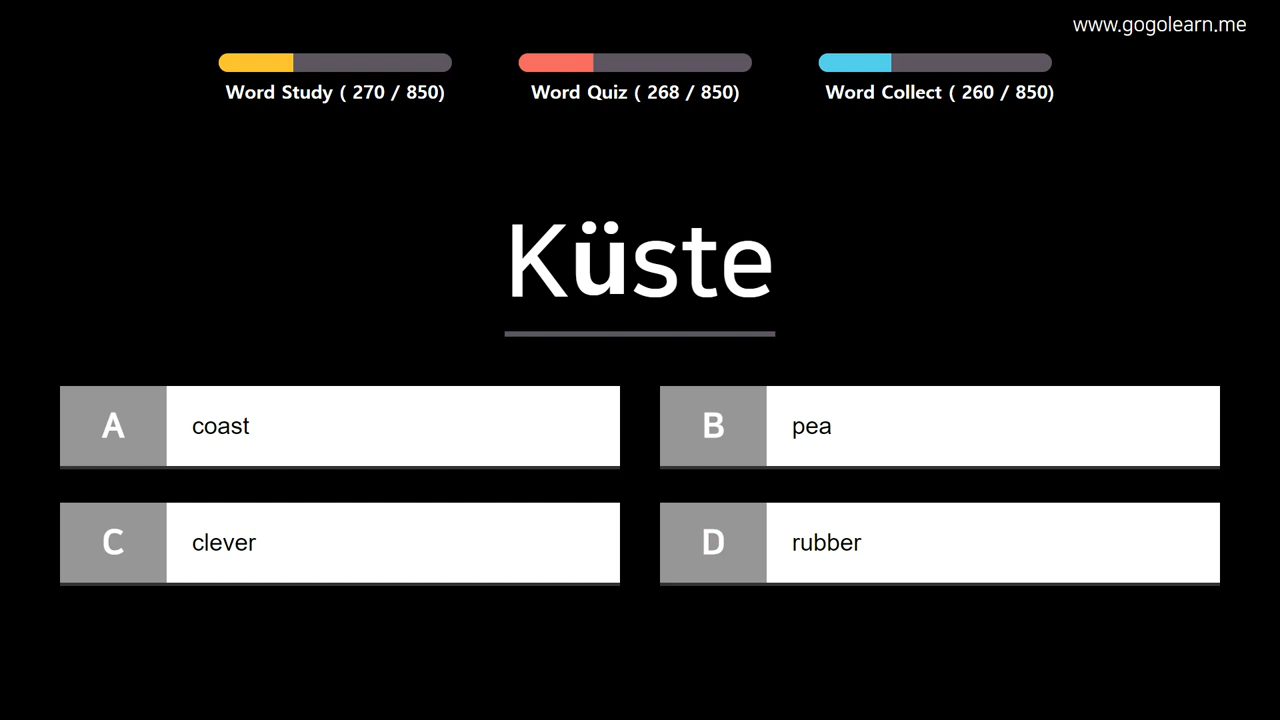 www.gogolearn.me
Word Study ( 270 / 850)
Word Quiz ( 268 / 850)
Word Collect ( 260 / 850)
Küste
A coast
B pea
C clever
D rubber